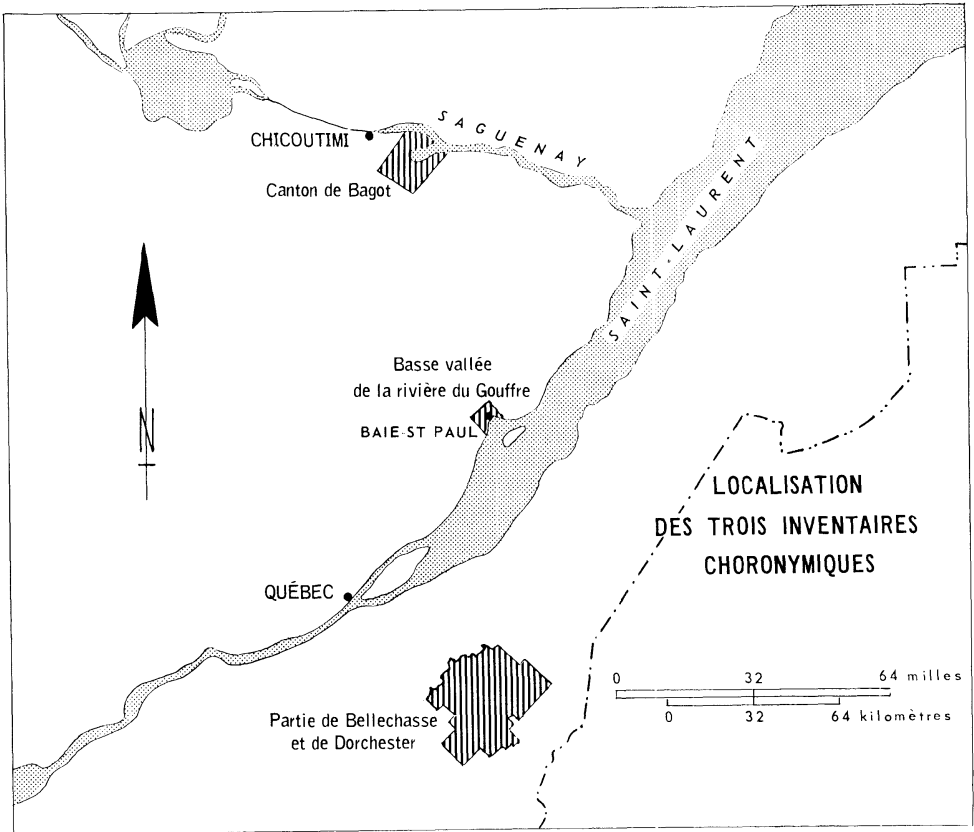 SAGUENAY
CHICOUTIMI
Canton de Bagot
SAINT-LAURENT
Basse vallée
de la rivière du Gouffre
BAIE-ST PAUL
N
LOCALISATION
DES TROIS INVENTAIRES
CHORONYMIQUES
QUÉBEC
0 32 64 milles
0 32 64 kilomètres
Partie de Bellechasse
et de Dorchester